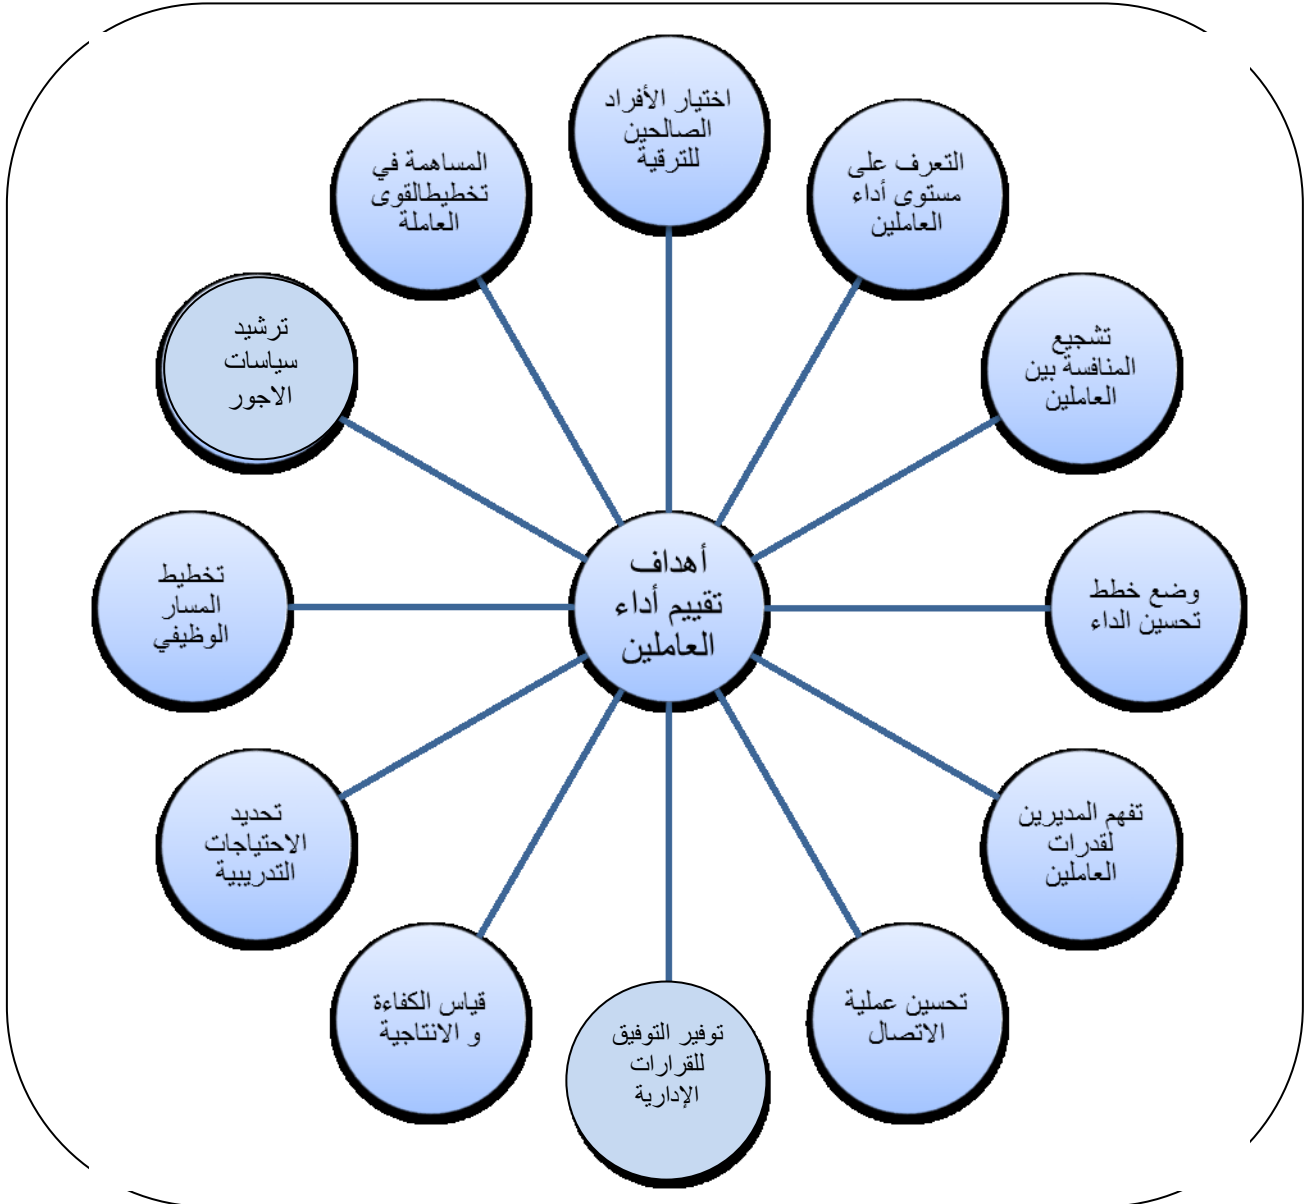 اختيار الأفراد
الصالحين
للترقية
التعرف على
مستوى أداء
العاملين
تشجيع
المنافسة بين
العاملين
وضع خطط
تحسين الداء
تفهم المديرين
لقدرات
العاملين
تحسين عملية
الاتصال
توفير التوفيق
للقرارات
الإدارية
قياس الكفاءة
و الانتاجية
تحديد
الاحتياجات
التدريبية
تخطيط
المسار
الوظيفي
ترشيد
سياسات
الاجور
المساهمة في
تخطيطالقوى
العاملة
أهداف
تقييم أداء
العاملين